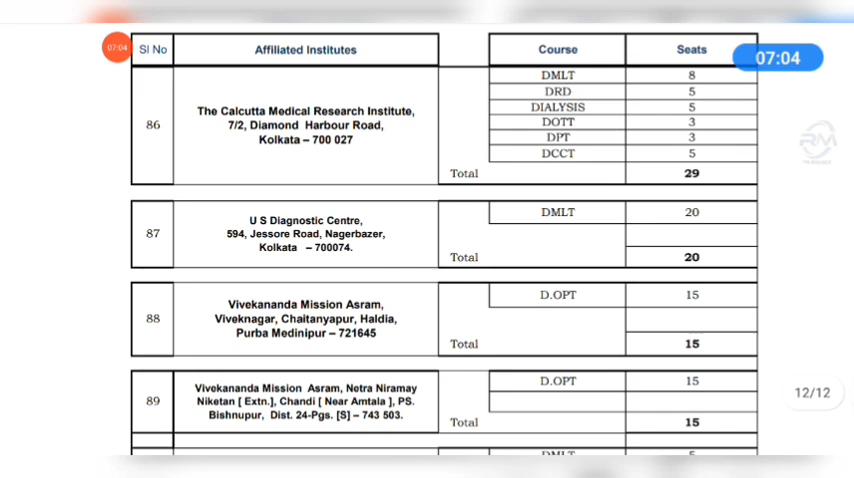 07:04
07:04
Sl No Affiliated Institutes Course Seats
86
The Calcutta Medical Research Institute,
7/2, Diamond Harbour Road,
Kolkata – 700 027
DMLT 8
DRD 5
DIALYSIS 5
DOTT 3
DPT 3
DCCT 5
Total 29
87
U S Diagnostic Centre,
594, Jessore Road, Nagerbazer,
Kolkata – 700074.
DMLT 20
Total 20
88
Vivekananda Mission Asram,
Viveknagar, Chaitanyapur, Haldia,
Purba Medinipur – 721645
D.OPT 15
Total 15
89
Vivekananda Mission Asram, Netra Niramay
Niketan [ Extn.], Chandi [ Near Amtala ], PS.
Bishnupur, Dist. 24-Pgs. [S] – 743 503.
D.OPT 15
Total 15
12/12
DMLT 5
RM